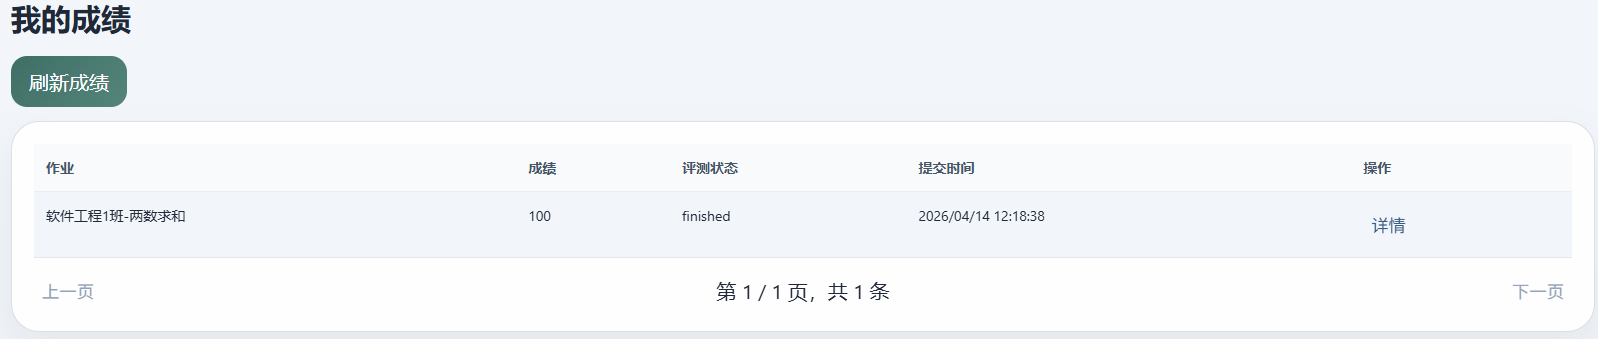 我的成绩
刷新成绩
作业 成绩 评测状态 提交时间 操作
软件工程1班-两数求和 100 finished 2026/04/14 12:18:38 详情
上一页 第 1 / 1 页，共 1 条 下一页